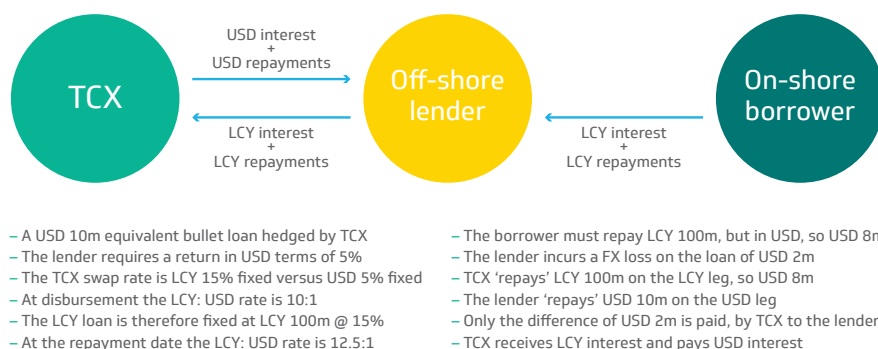 USD interest
+
USD repayments
TCX
Off-shore
lender
On-shore
borrower
LCY interest
+
LCY repayments
LCY interest
+
LCY repayments
– A USD 10m equivalent bullet loan hedged by TCX
– The lender requires a return in USD terms of 5%
– The TCX swap rate is LCY 15% fixed versus USD 5% fixed
– At disbursement the LCY: USD rate is 10:1
– The LCY loan is therefore fixed at LCY 100m @ 15%
– At the repayment date the LCY: USD rate is 12.5:1
– The borrower must repay LCY 100m, but in USD, so USD 8m
– The lender incurs a FX loss on the loan of USD 2m
– TCX ‘repays’ LCY 100m on the LCY leg, so USD 8m
– The lender ‘repays’ USD 10m on the USD leg
– Only the difference of USD 2m is paid, by TCX to the lender
– TCX receives LCY interest and pays USD interest